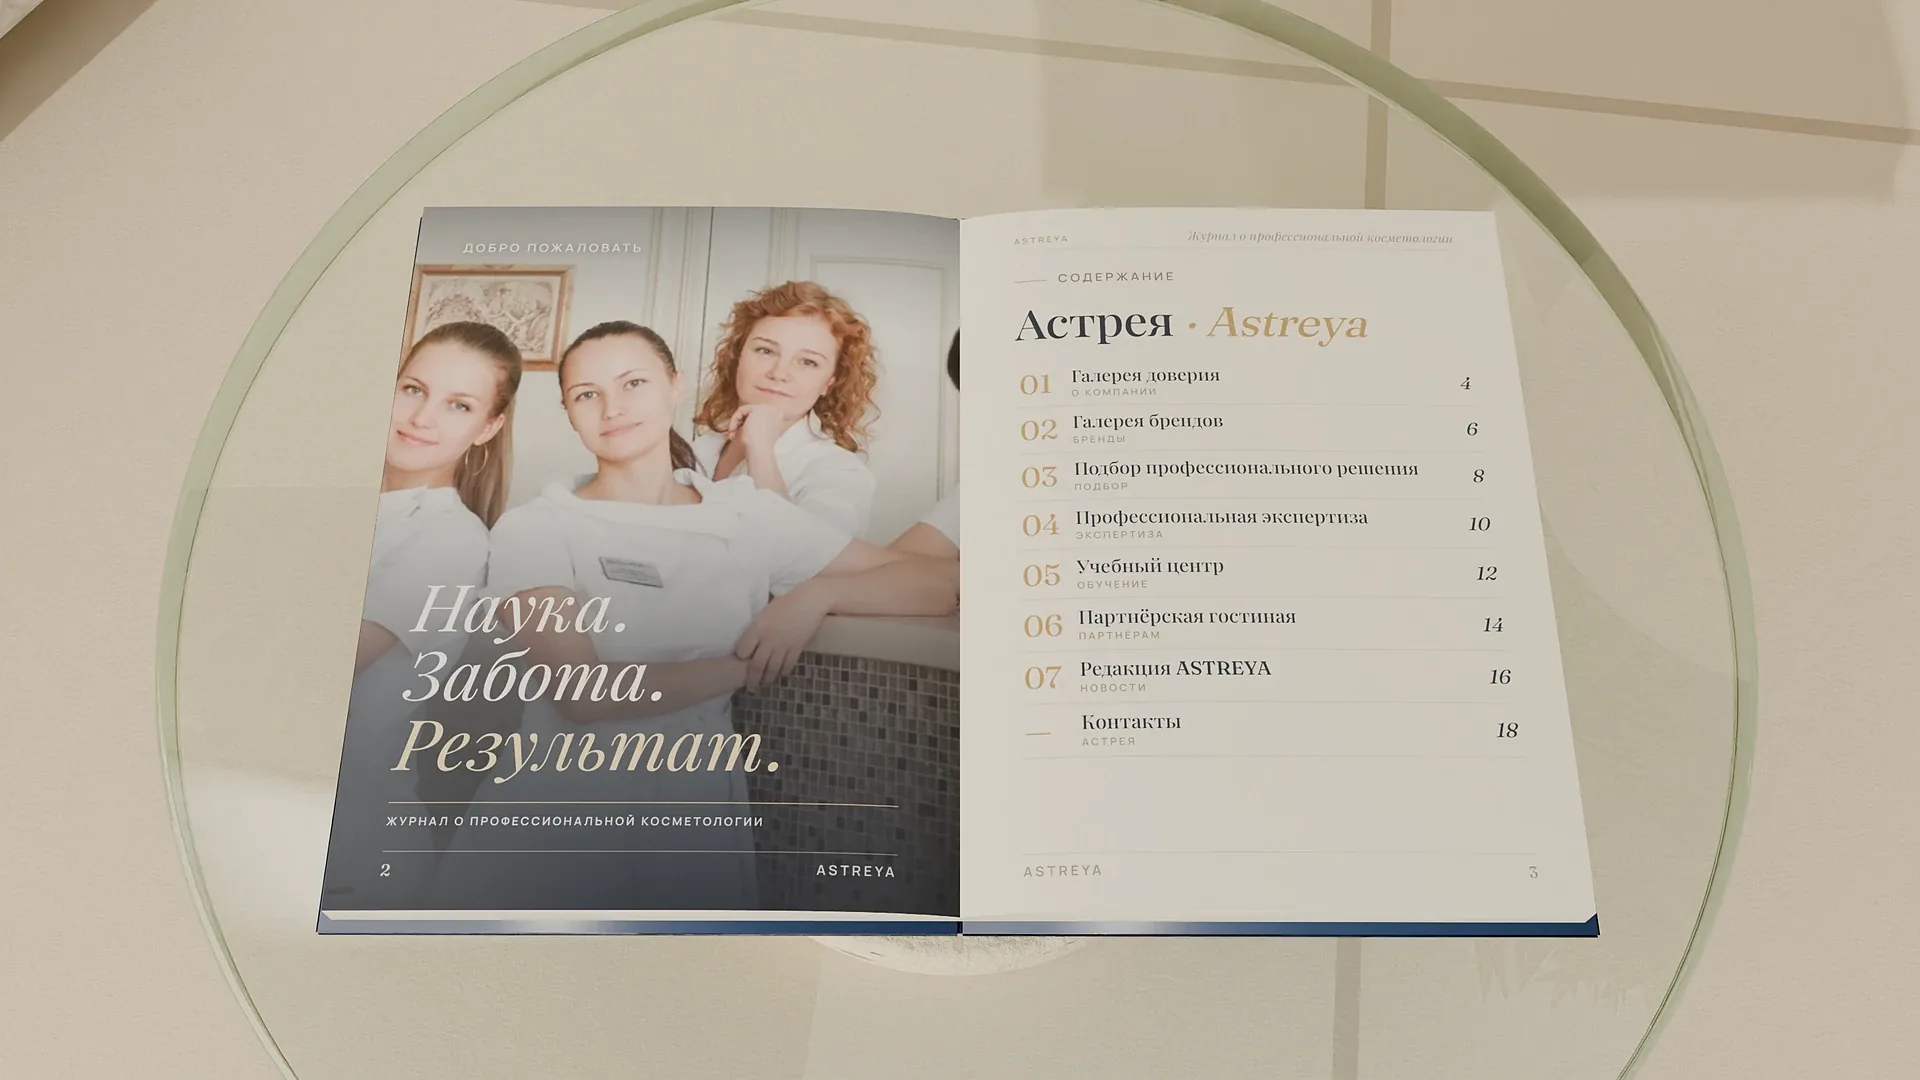 ДОБРО ПОЖАЛОВАТЬ
Наука.
Забота.
Результат.
ЖУРНАЛ О ПРОФЕССИОНАЛЬНОЙ КОСМЕТОЛОГИИ
2
ASTREYA
ASTREYA
Журнал о профессиональной косметологии
СОДЕРЖАНИЕ
Астрея · Astreya
01 Галерея доверия 4
О КОМПАНИИ
02 Галерея брендов 6
БРЕНДЫ
03 Подбор профессионального решения 8
ПОДБОР
04 Профессиональная экспертиза 10
ЭКСПЕРТИЗА
05 Учебный центр 12
ОБУЧЕНИЕ
06 Партнёрская гостиная 14
ПАРТНЁРАМ
07 Редакция ASTREYA 16
НОВОСТИ
— Контакты 18
АСТРЕЯ
ASTREYA
3